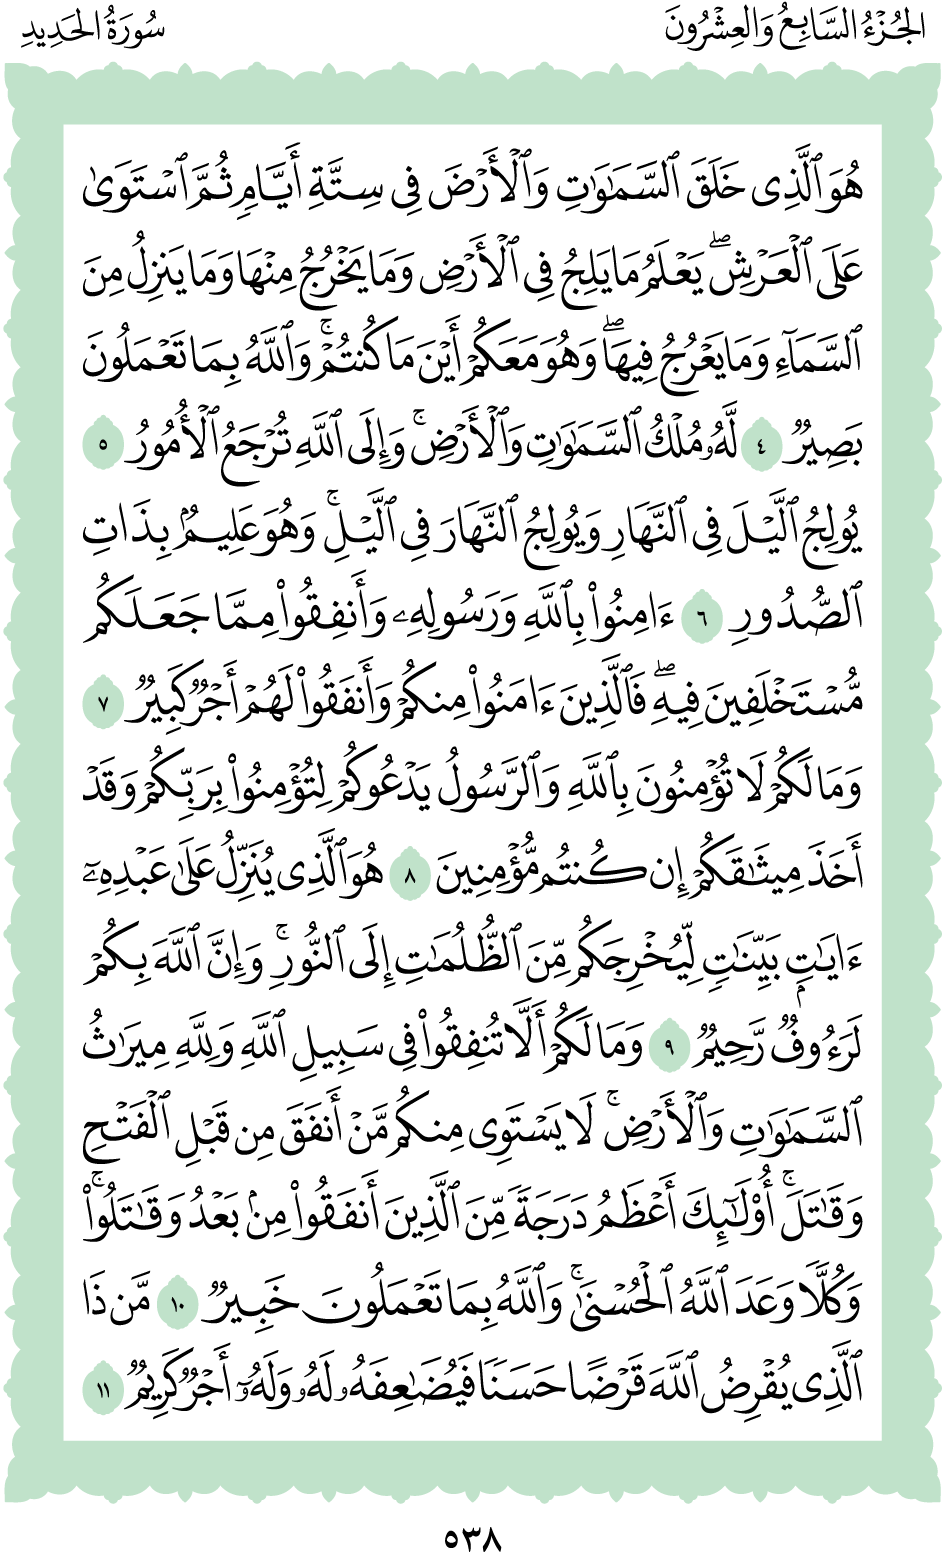 الجُزْءُ السَّابِعُ وَالْعِشْرُونَ
سُورَةُ الحَدِيدِ
هُوَ ٱلَّذِى خَلَقَ ٱلسَّمَٰوَٰتِ وَٱلْأَرْضَ فِى سِتَّةِ أَيَّامٍ ثُمَّ ٱسْتَوَىٰ
عَلَى ٱلْعَرْشِ ۖ يَعْلَمُ مَا يَلِجُ فِى ٱلْأَرْضِ وَمَا يَخْرُجُ مِنْهَا وَمَا يَنزِلُ مِنَ
ٱلسَّمَآءِ وَمَا يَعْرُجُ فِيهَا ۖ وَهُوَ مَعَكُمْ أَيْنَ مَا كُنتُمْ ۚ وَٱللَّهُ بِمَا تَعْمَلُونَ
بَصِيرٌ ٤ لَّهُۥ مُلْكُ ٱلسَّمَٰوَٰتِ وَٱلْأَرْضِ ۚ وَإِلَى ٱللَّهِ تُرْجَعُ ٱلْأُمُورُ ٥
يُولِجُ ٱلَّيْلَ فِى ٱلنَّهَارِ وَيُولِجُ ٱلنَّهَارَ فِى ٱلَّيْلِ ۚ وَهُوَ عَلِيمٌۢ بِذَاتِ
ٱلصُّدُورِ ٦ ءَامِنُوا۟ بِٱللَّهِ وَرَسُولِهِۦ وَأَنفِقُوا۟ مِمَّا جَعَلَكُم
مُّسْتَخْلَفِينَ فِيهِ ۖ فَٱلَّذِينَ ءَامَنُوا۟ مِنكُمْ وَأَنفَقُوا۟ لَهُمْ أَجْرٌ كَبِيرٌ ٧
وَمَا لَكُمْ لَا تُؤْمِنُونَ بِٱللَّهِ ۙ وَٱلرَّسُولُ يَدْعُوكُمْ لِتُؤْمِنُوا۟ بِرَبِّكُمْ وَقَدْ
أَخَذَ مِيثَٰقَكُمْ إِن كُنتُم مُّؤْمِنِينَ ٨ هُوَ ٱلَّذِى يُنَزِّلُ عَلَىٰ عَبْدِهِۦٓ
ءَايَٰتٍۭ بَيِّنَٰتٍ لِّيُخْرِجَكُم مِّنَ ٱلظُّلُمَٰتِ إِلَى ٱلنُّورِ ۚ وَإِنَّ ٱللَّهَ بِكُمْ
لَرَءُوفٌ رَّحِيمٌ ٩ وَمَا لَكُمْ أَلَّا تُنفِقُوا۟ فِى سَبِيلِ ٱللَّهِ وَلِلَّهِ مِيرَٰثُ
ٱلسَّمَٰوَٰتِ وَٱلْأَرْضِ ۚ لَا يَسْتَوِى مِنكُم مَّنْ أَنفَقَ مِن قَبْلِ ٱلْفَتْحِ
وَقَٰتَلَ ۚ أُو۟لَٰٓئِكَ أَعْظَمُ دَرَجَةً مِّنَ ٱلَّذِينَ أَنفَقُوا۟ مِنۢ بَعْدُ وَقَٰتَلُوا۟ ۚ
وَكُلًّا وَعَدَ ٱللَّهُ ٱلْحُسْنَىٰ ۚ وَٱللَّهُ بِمَا تَعْمَلُونَ خَبِيرٌ ١٠ مَّن ذَا
ٱلَّذِى يُقْرِضُ ٱللَّهَ قَرْضًا حَسَنًا فَيُضَٰعِفَهُۥ لَهُۥ وَلَهُۥٓ أَجْرٌ كَرِيمٌ ١١
٥٣٨